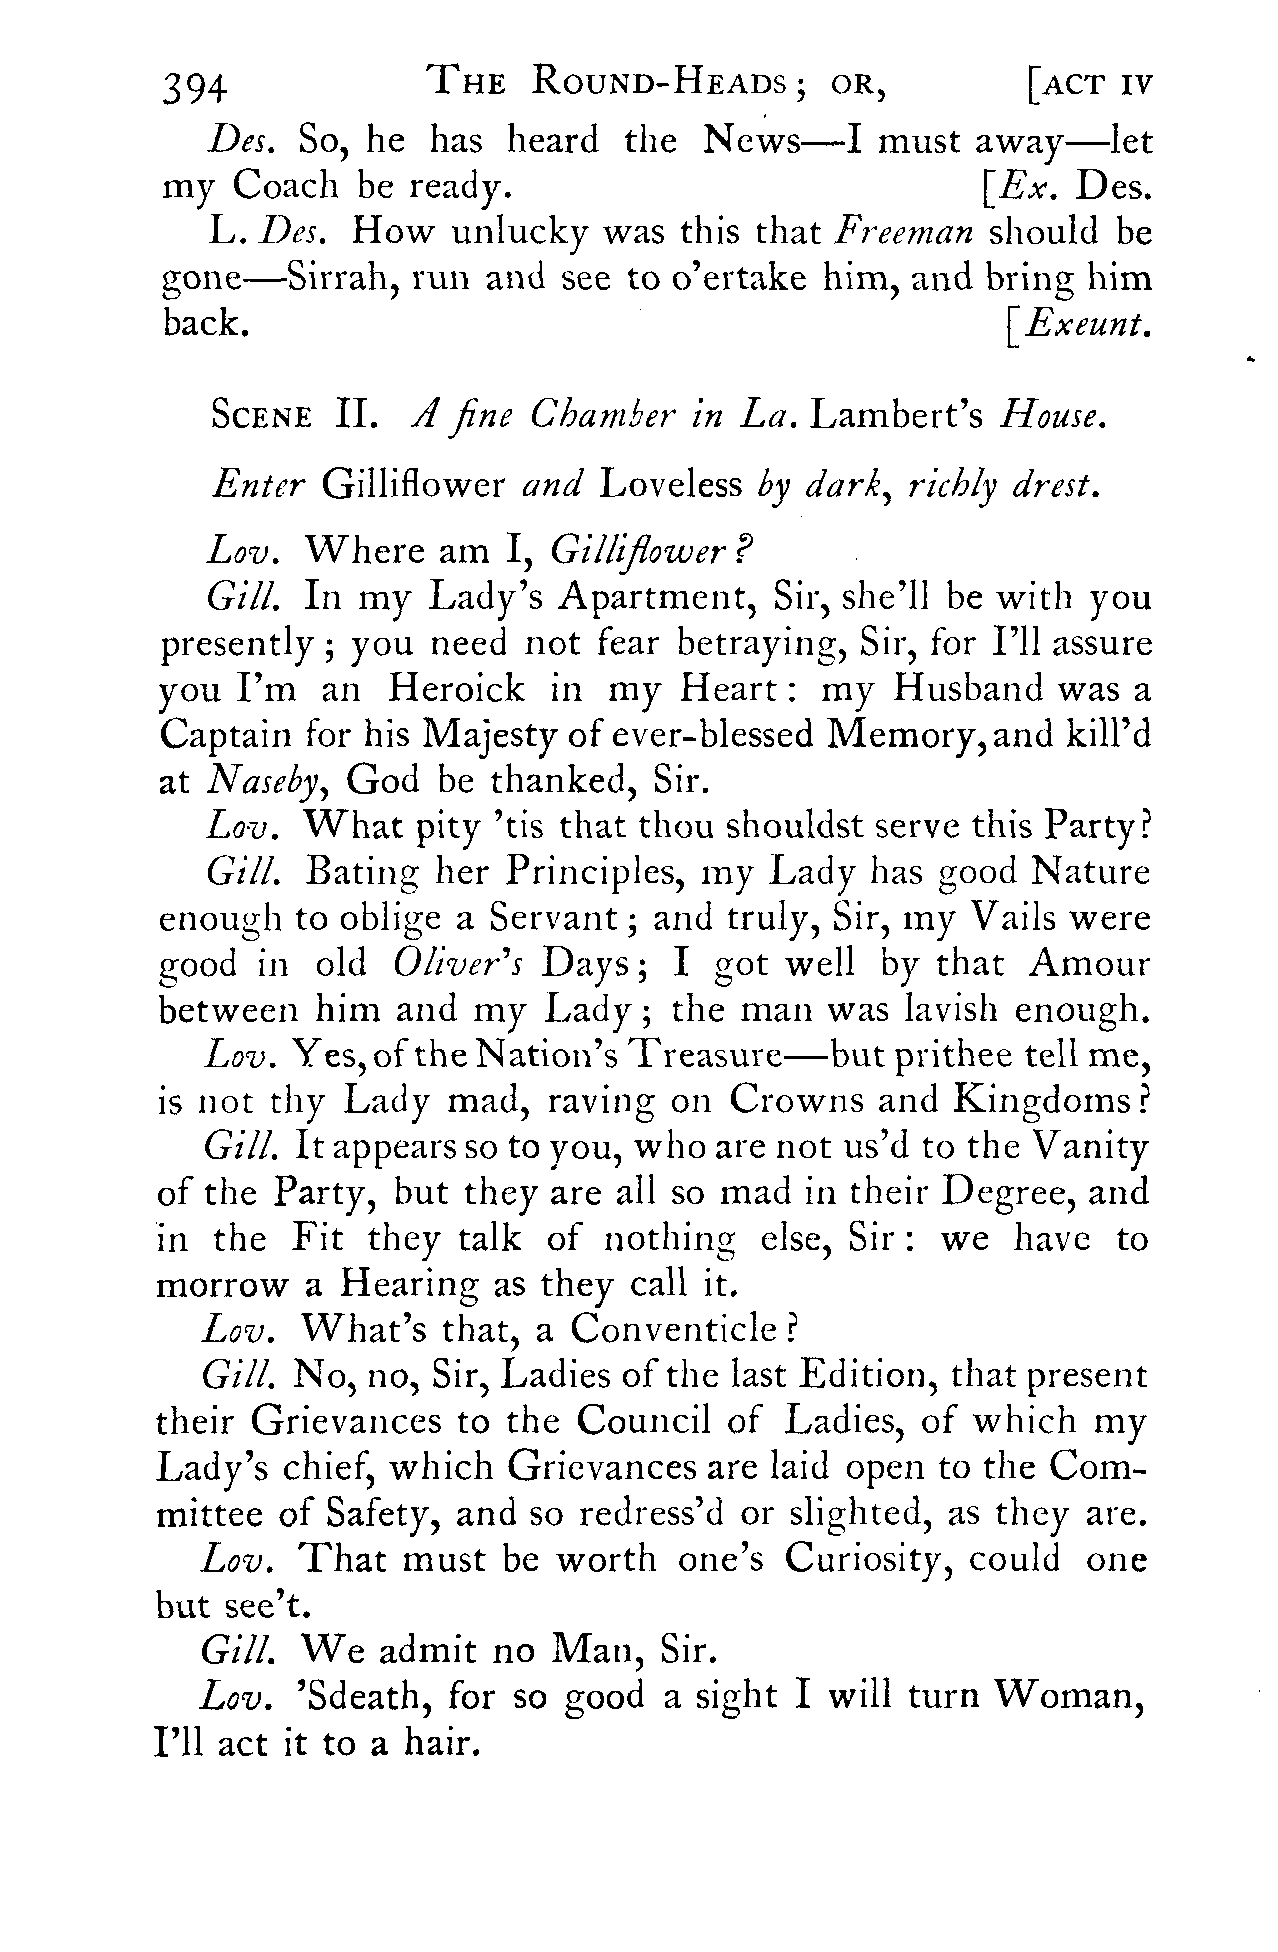 394 The Round-Heads; or, [act iv
Des. So, he has heard the News—I must away—let
my Coach be ready. [Ex. Des.
L. Des. How unlucky was this that Freeman should be
gone—Sirrah, run and see to o'ertake him, and bring him
back. [Exeunt.
Scene II. A fine Chamber in La. Lambert's House.
Enter Gilliflower and Loveless by dark, richly drest.
Lov. Where am I, Gilliflower?
Gill. In my Lady's Apartment, Sir, she'll be with you
presently; you need not fear betraying, Sir, for I'll assure
you I'm an Heroick in my Heart: my Husband was a
Captain for his Majesty of ever-blessed Memory, and kill'd
at Naseby, God be thanked, Sir.
Lov. What pity 'tis that thou shouldst serve this Party?
Gill. Bating her Principles, my Lady has good Nature
enough to oblige a Servant; and truly, Sir, my Vails were
good in old Oliver's Days; I got well by that Amour
between him and my Lady; the man was lavish enough.
Lov. Yes, of the Nation's Treasure—but prithee tell me,
is not thy Lady mad, raving on Crowns and Kingdoms?
Gill. It appears so to you, who are not us'd to the Vanity
of the Party, but they are all so mad in their Degree, and
in the Fit they talk of nothing else, Sir: we have to
morrow a Hearing as they call it.
Lov. What's that, a Conventicle?
Gill. No, no, Sir, Ladies of the last Edition, that present
their Grievances to the Council of Ladies, of which my
Lady's chief, which Grievances are laid open to the Com-
mittee of Safety, and so redress'd or slighted, as they are.
Lov. That must be worth one's Curiosity, could one
but see't.
Gill. We admit no Man, Sir.
Lov. 'Sdeath, for so good a sight I will turn Woman,
I'll act it to a hair.